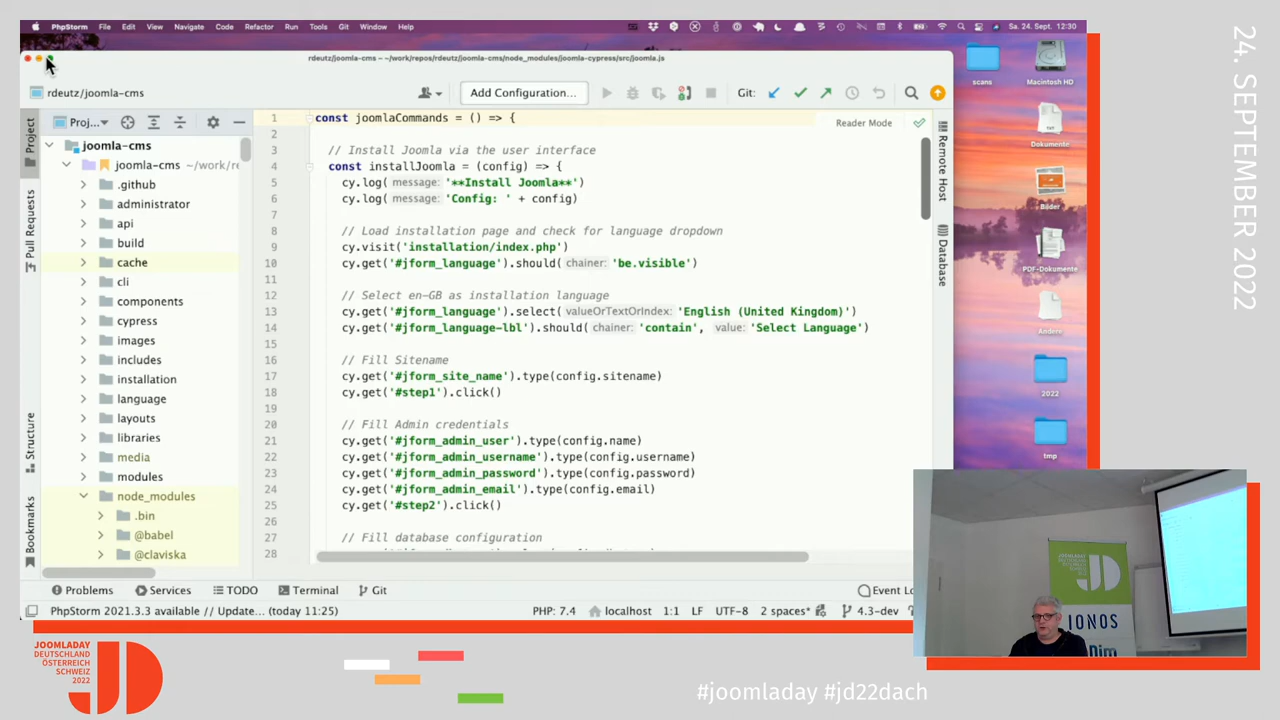 PhpStorm File Edit View Navigate Code Refactor Run Tools Git Window Help Sa. 24. Sept. 12:30
rdeutz/joomla-cms – ~/work/repos/rdeutz/joomla-cms/node_modules/joomla-cypress/src/joomla.js
rdeutz/joomla-cms Add Configuration... Git:
Proj...
Reader Mode
Project
Pull Requests
Structure
Bookmarks
joomla-cms
joomla-cms ~/work/re
.github
administrator
api
build
cache
cli
components
cypress
images
includes
installation
language
layouts
libraries
media
modules
node_modules
.bin
@babel
@claviska
1 const joomlaCommands = () => {
2
3 // Install Joomla via the user interface
4 const installJoomla = (config) => {
5 cy.log( message: '**Install Joomla**')
6 cy.log( message: 'Config: ' + config)
7
8 // Load installation page and check for language dropdown
9 cy.visit('installation/index.php')
10 cy.get('#jform_language').should( chainer: 'be.visible')
11
12 // Select en-GB as installation language
13 cy.get('#jform_language').select( valueOrTextOrIndex: 'English (United Kingdom)')
14 cy.get('#jform_language-lbl').should( chainer: 'contain', value: 'Select Language')
15
16 // Fill Sitename
17 cy.get('#jform_site_name').type(config.sitename)
18 cy.get('#step1').click()
19
20 // Fill Admin credentials
21 cy.get('#jform_admin_user').type(config.name)
22 cy.get('#jform_admin_username').type(config.username)
23 cy.get('#jform_admin_password').type(config.password)
24 cy.get('#jform_admin_email').type(config.email)
25 cy.get('#step2').click()
26
27 // Fill database configuration
28
Remote Host
Database
Problems Services TODO Terminal Git Event Lo
PhpStorm 2021.3.3 available // Update... (today 11:25) PHP: 7.4 localhost 1:1 LF UTF-8 2 spaces* 4.3-dev
scans
Macintosh HD
Dokumente
Bilder
PDF-Dokumente
Andere
2022
tmp
24. SEPTEMBER 2022
JD
IONOS
Dim
JOOMLADAY
DEUTSCHLAND
ÖSTERREICH
SCHWEIZ
2022
#joomladay #jd22dach